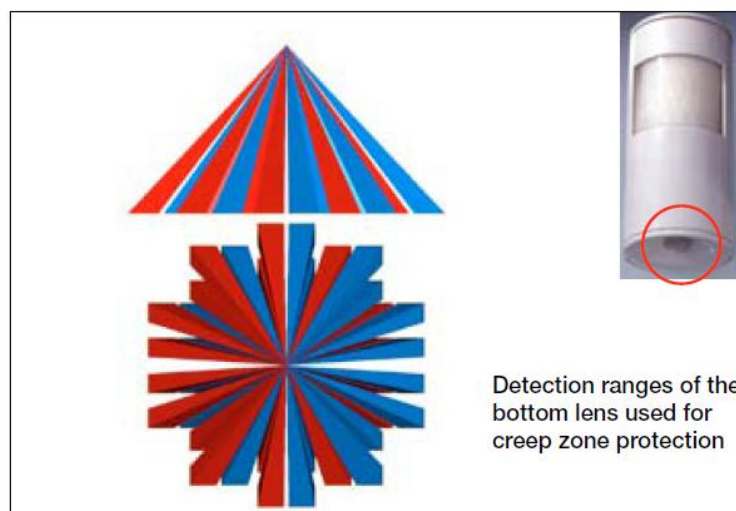 Detection ranges of the
bottom lens used for
creep zone protection